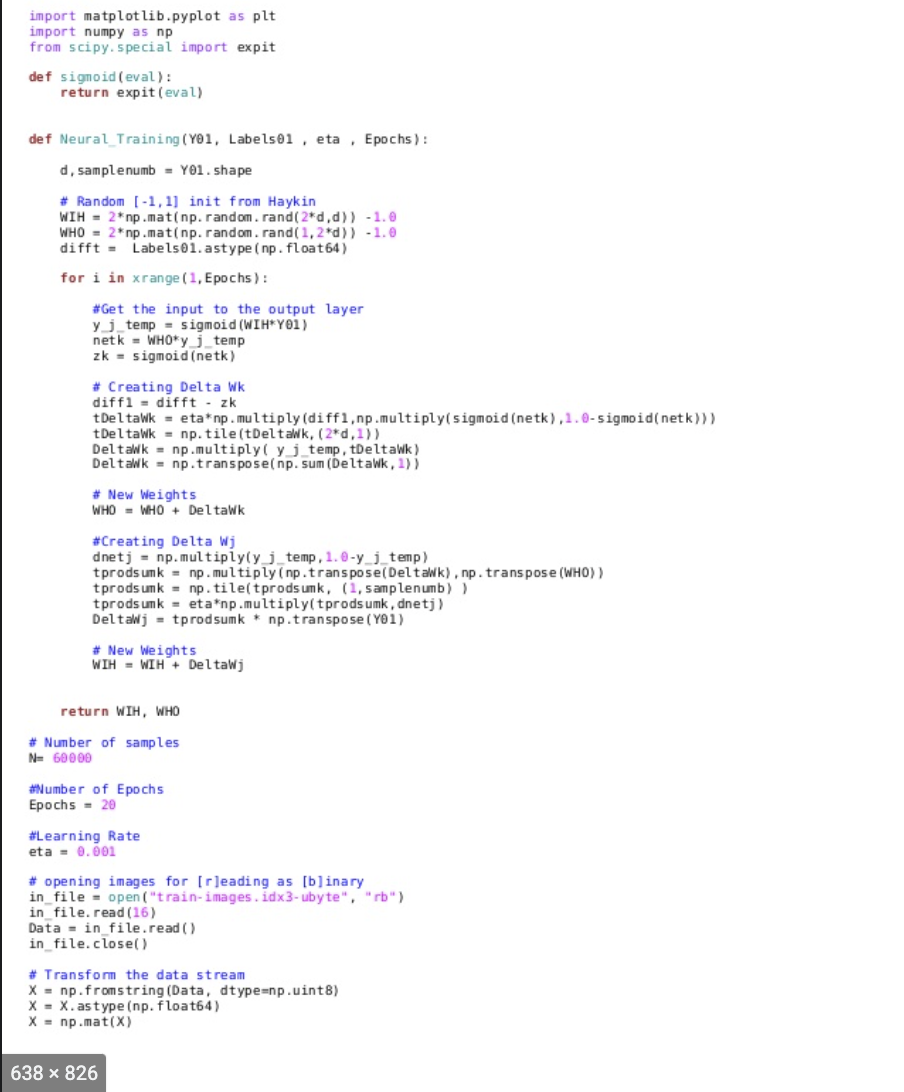 import matplotlib.pyplot as plt
import numpy as np
from scipy.special import expit
def sigmoid(eval):
    return expit(eval)
def Neural_Training(Y01, Labels01 , eta , Epochs):
    d,samplenumb = Y01.shape
    # Random [-1,1] init from Haykin
    WIH = 2*np.mat(np.random.rand(2*d,d)) -1.0
    WHO = 2*np.mat(np.random.rand(1,2*d)) -1.0
    difft =  Labels01.astype(np.float64)
    for i in xrange(1,Epochs):
        #Get the input to the output layer
        y_j_temp = sigmoid(WIH*Y01)
        netk = WHO*y_j_temp
        zk = sigmoid(netk)
        # Creating Delta Wk
        diff1 = difft - zk
        tDeltaWk = eta*np.multiply(diff1,np.multiply(sigmoid(netk),1.0-sigmoid(netk)))
        tDeltaWk = np.tile(tDeltaWk,(2*d,1))
        DeltaWk = np.multiply( y_j_temp,tDeltaWk)
        DeltaWk = np.transpose(np.sum(DeltaWk,1))
        # New Weights
        WHO = WHO + DeltaWk
        #Creating Delta Wj
        dnetj = np.multiply(y_j_temp,1.0-y_j_temp)
        tprodsumk = np.multiply(np.transpose(DeltaWk),np.transpose(WHO))
        tprodsumk = np.tile(tprodsumk, (1,samplenumb) )
        tprodsumk = eta*np.multiply(tprodsumk,dnetj)
        DeltaWj = tprodsumk * np.transpose(Y01)
        # New Weights
        WIH = WIH + DeltaWj
    return WIH, WHO
# Number of samples
N= 60000
#Number of Epochs
Epochs = 20
#Learning Rate
eta = 0.001
# opening images for [r]eading as [b]inary
in_file = open("train-images.idx3-ubyte", "rb")
in_file.read(16)
Data = in_file.read()
in_file.close()
# Transform the data stream
X = np.fromstring(Data, dtype=np.uint8)
X = X.astype(np.float64)
X = np.mat(X)
638 × 826